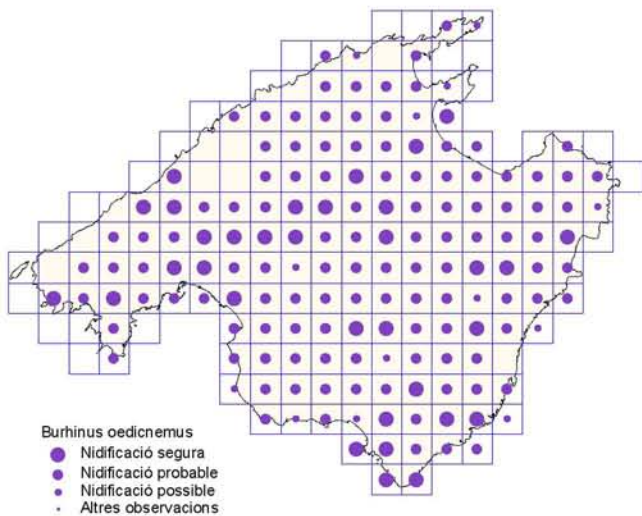 Burhinus oedicnemus
Nidificació segura
Nidificació probable
Nidificació possible
Altres observacions